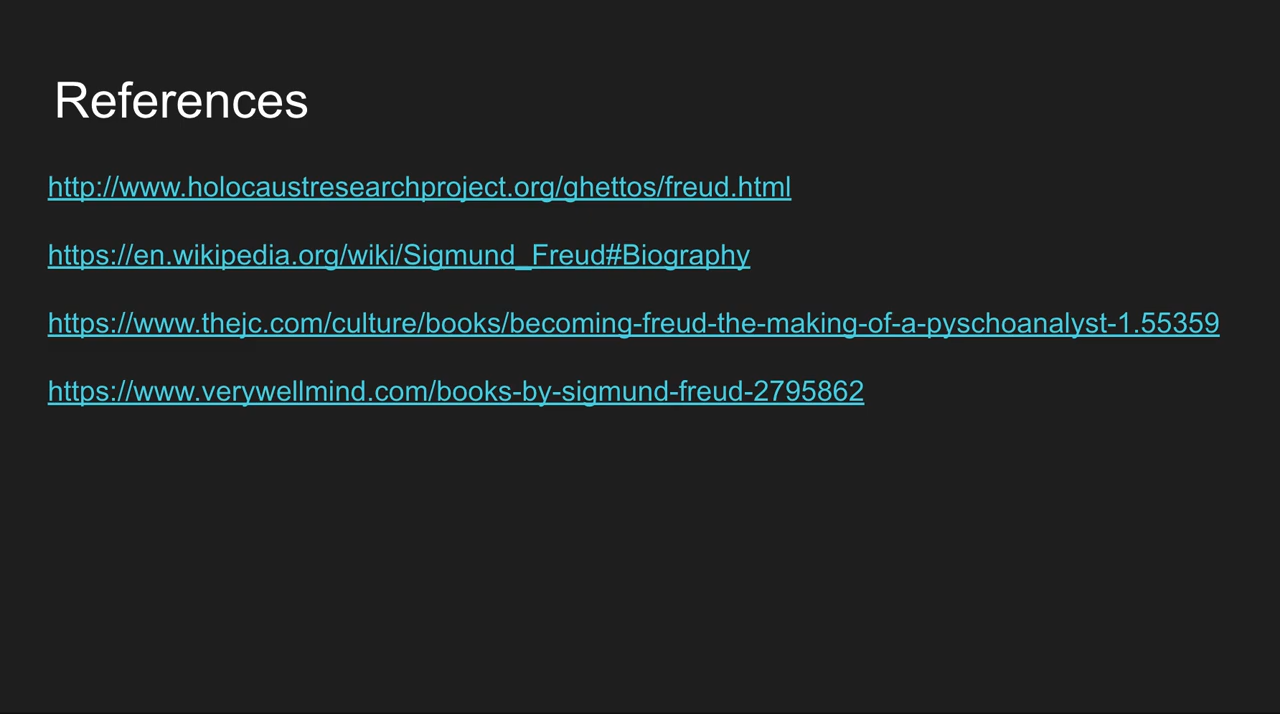 References
http://www.holocaustresearchproject.org/ghettos/freud.html
https://en.wikipedia.org/wiki/Sigmund_Freud#Biography
https://www.thejc.com/culture/books/becoming-freud-the-making-of-a-pyschoanalyst-1.55359
https://www.verywellmind.com/books-by-sigmund-freud-2795862